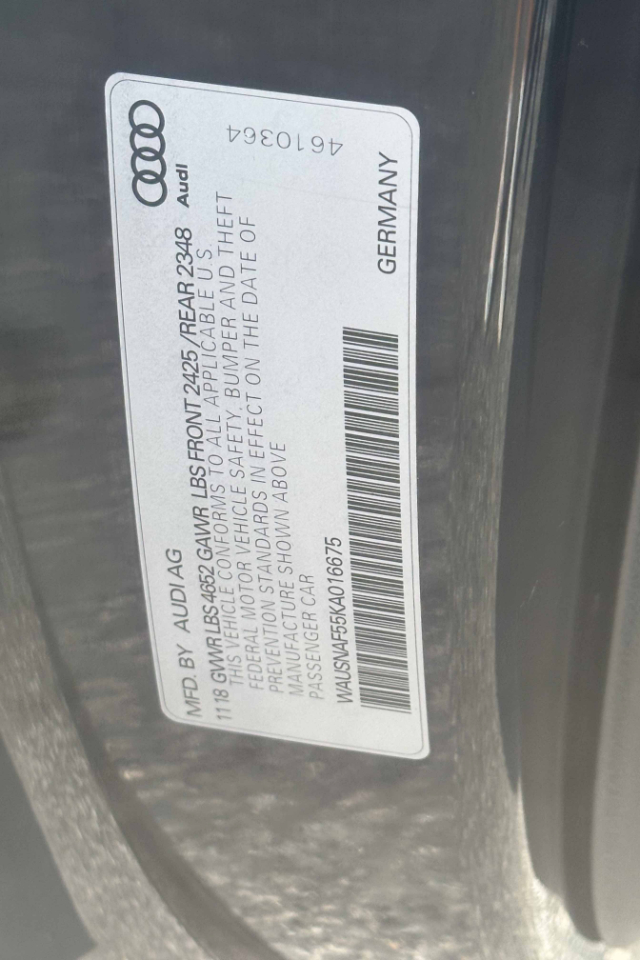 MFD. BY AUDI AG
Audi
11 18 GVWR LBS 4652 GAWR LBS FRONT 2425 / REAR 2348
THIS VEHICLE CONFORMS TO ALL APPLICABLE U.S.
FEDERAL MOTOR VEHICLE SAFETY, BUMPER AND THEFT
PREVENTION STANDARDS IN EFFECT ON THE DATE OF
MANUFACTURE SHOWN ABOVE
PASSENGER CAR
4610364
WAUSNAF55KA016675
GERMANY